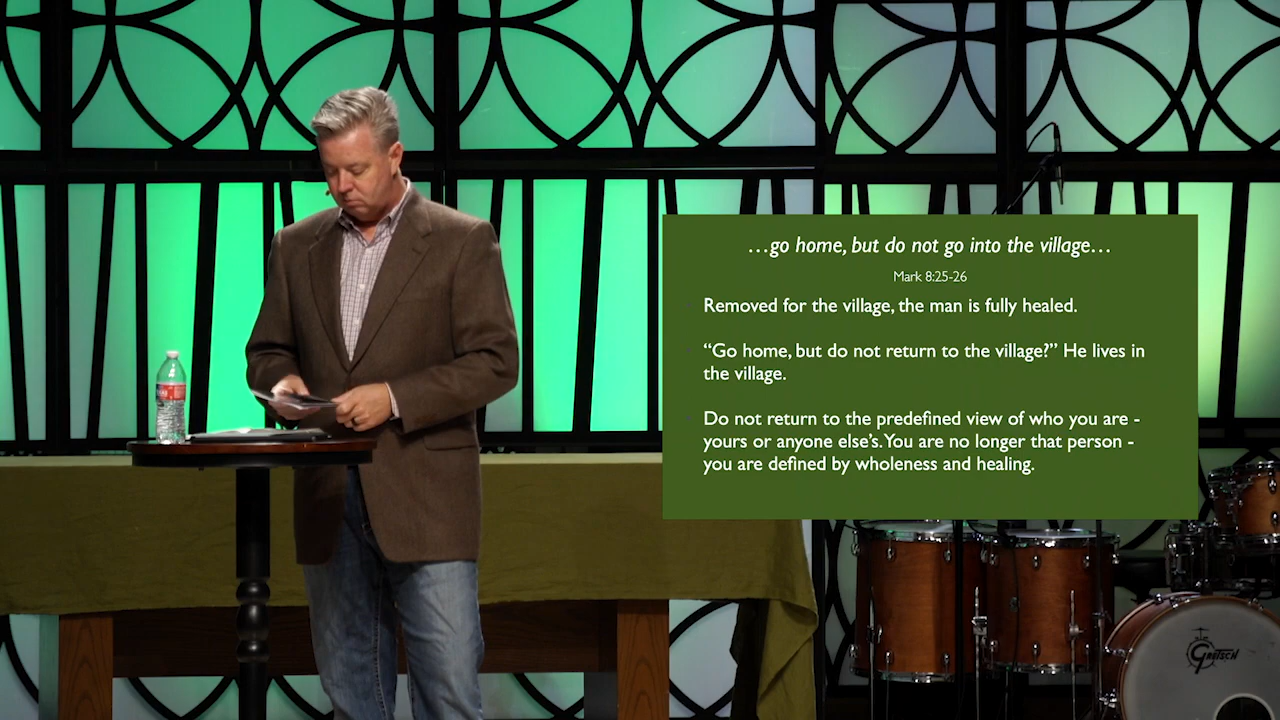 …go home, but do not go into the village…
Mark 8:25-26
Removed for the village, the man is fully healed.
“Go home, but do not return to the village?” He lives in
the village.
Do not return to the predefined view of who you are -
yours or anyone else’s. You are no longer that person -
you are defined by wholeness and healing.
GRETSCH